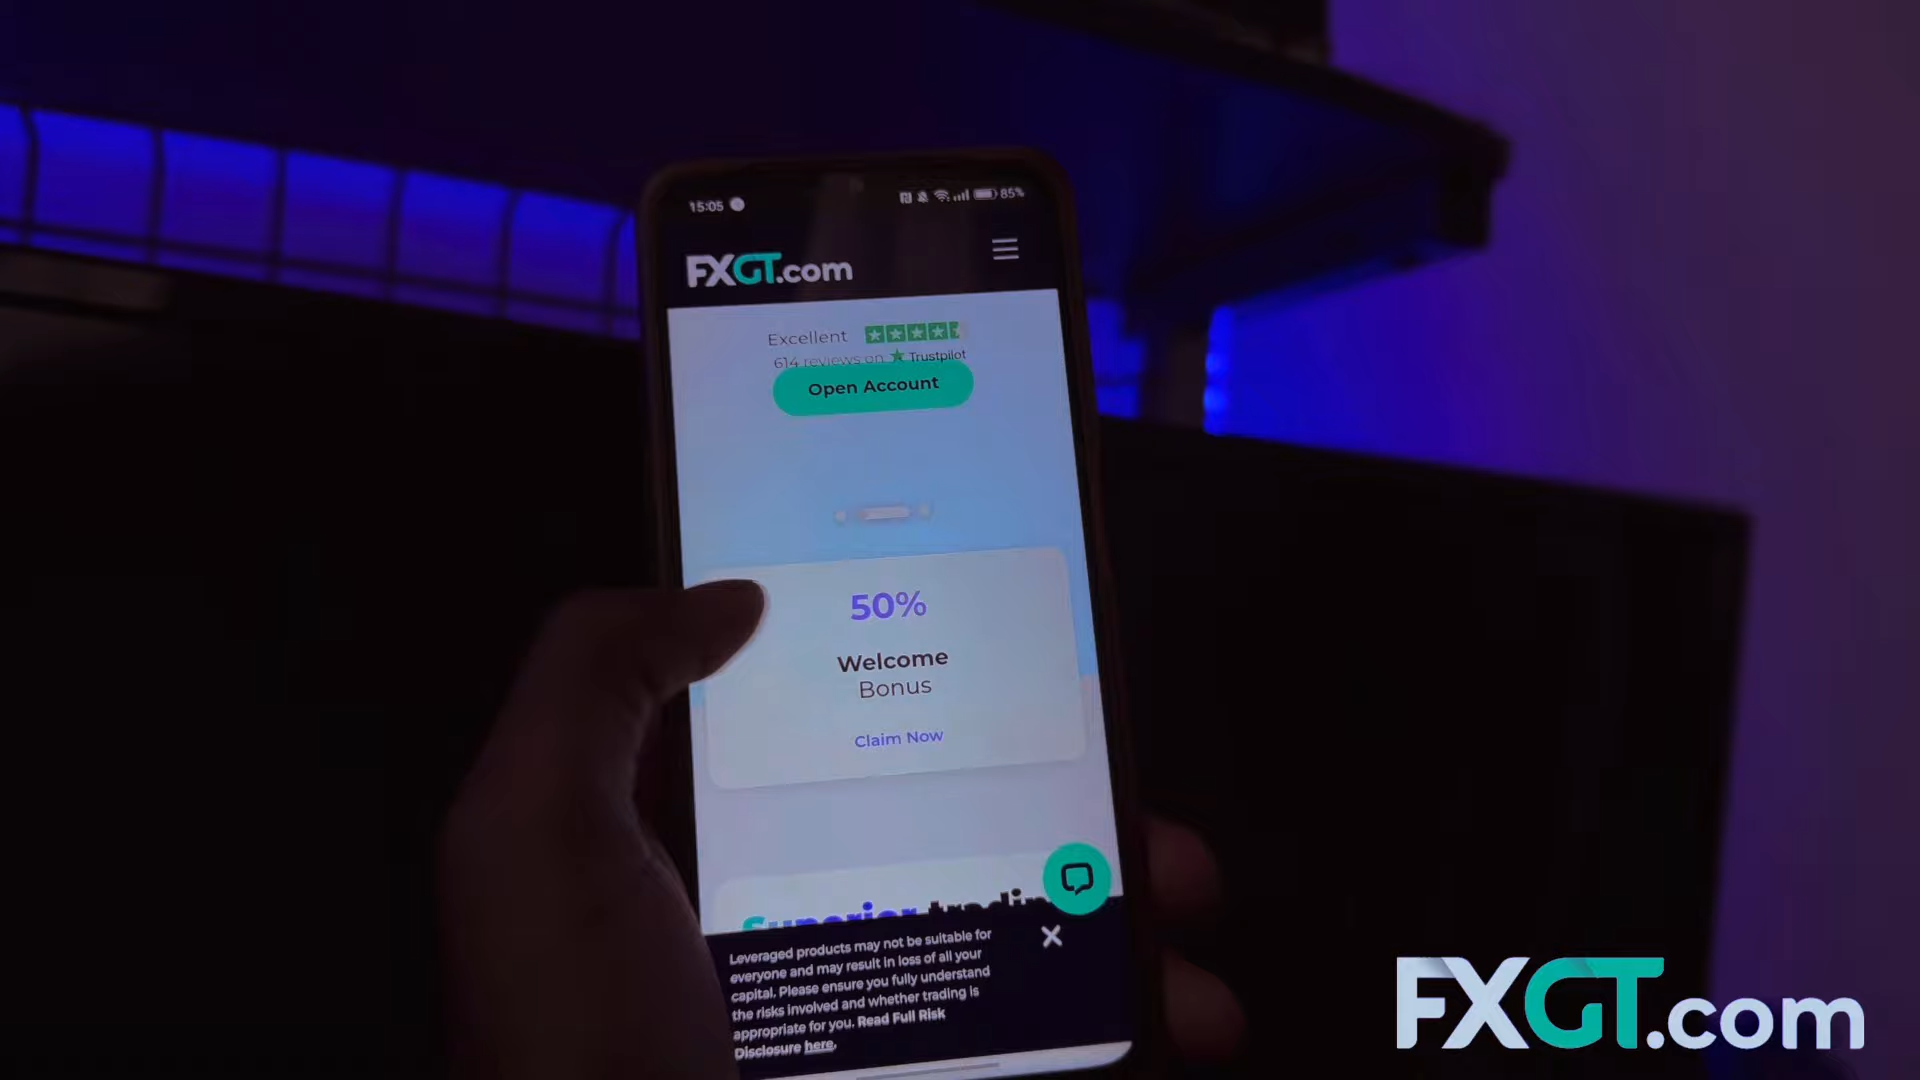 15:05
85%
FXGT.com
Excellent
614 reviews on Trustpilot
Open Account
50%
Welcome
Bonus
Claim Now
Superior
Leveraged products may not be suitable for
everyone and may result in loss of all your
capital. Please ensure you fully understand
the risks involved and whether trading is
appropriate for you. Read Full Risk
Disclosure here.
FXGT.com